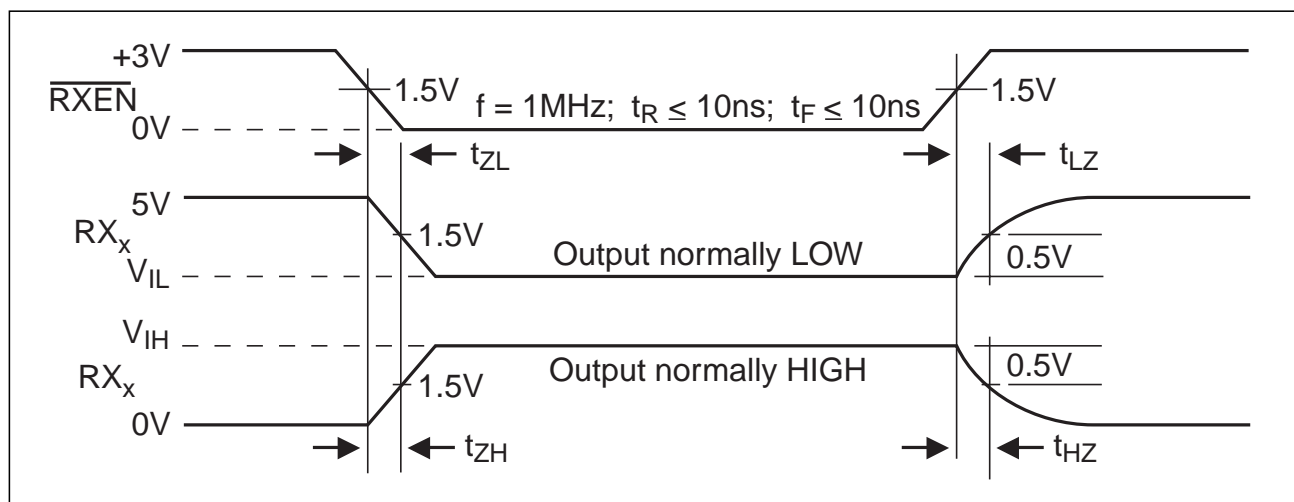 +3V
RXEN
1.5V
f = 1MHz; tR ≤ 10ns; tF ≤ 10ns
1.5V
0V
tZL
tLZ
5V
RXx
1.5V
Output normally LOW
0.5V
VIL
VIH
RXx
1.5V
Output normally HIGH
0.5V
0V
tZH
tHZ